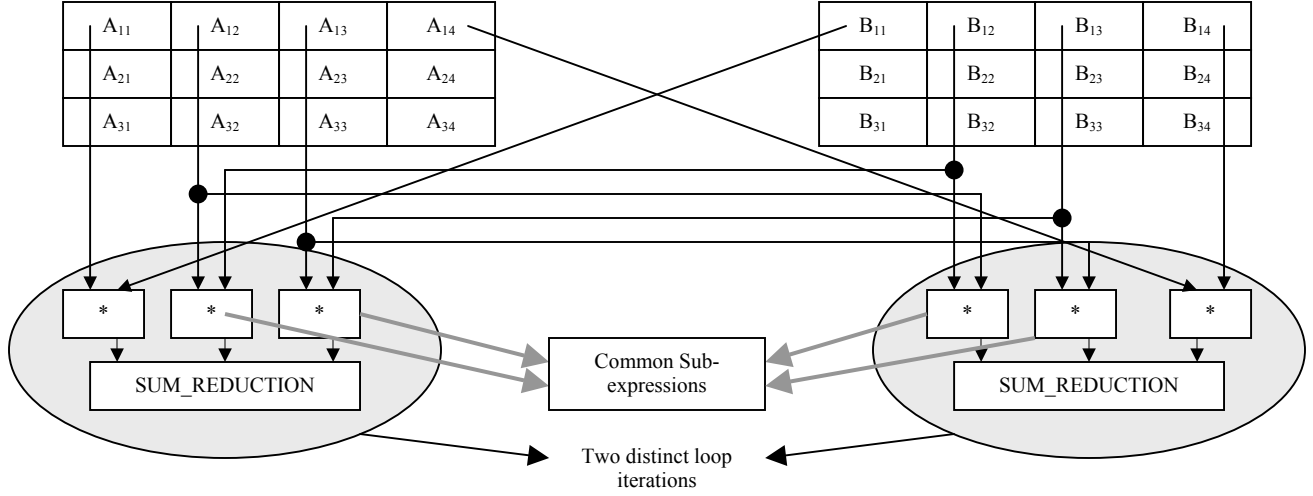 A₁₁ A₁₂ A₁₃ A₁₄
A₂₁ A₂₂ A₂₃ A₂₄
A₃₁ A₃₂ A₃₃ A₃₄
B₁₁ B₁₂ B₁₃ B₁₄
B₂₁ B₂₂ B₂₃ B₂₄
B₃₁ B₃₂ B₃₃ B₃₄
* * *
SUM_REDUCTION
Common Sub-
expressions
* * *
SUM_REDUCTION
Two distinct loop
iterations